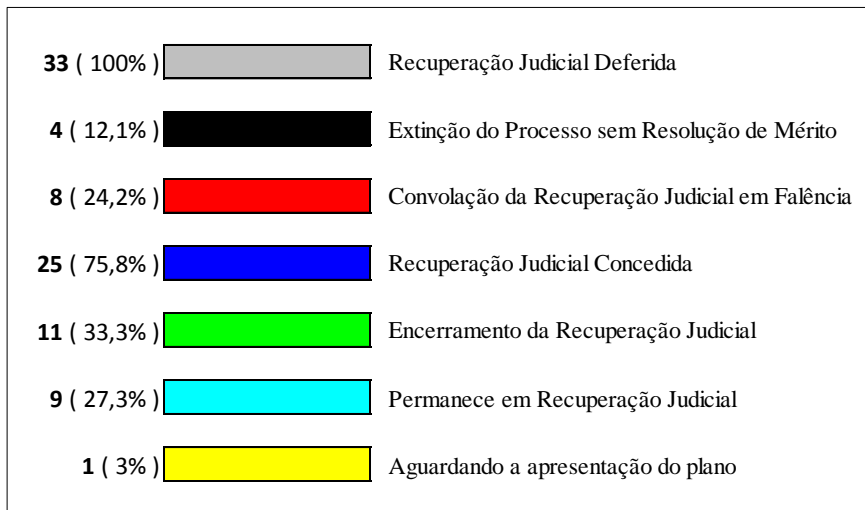 33 ( 100% ) Recuperação Judicial Deferida
4 ( 12,1% ) Extinção do Processo sem Resolução de Mérito
8 ( 24,2% ) Convolação da Recuperação Judicial em Falência
25 ( 75,8% ) Recuperação Judicial Concedida
11 ( 33,3% ) Encerramento da Recuperação Judicial
9 ( 27,3% ) Permanece em Recuperação Judicial
1 ( 3% ) Aguardando a apresentação do plano